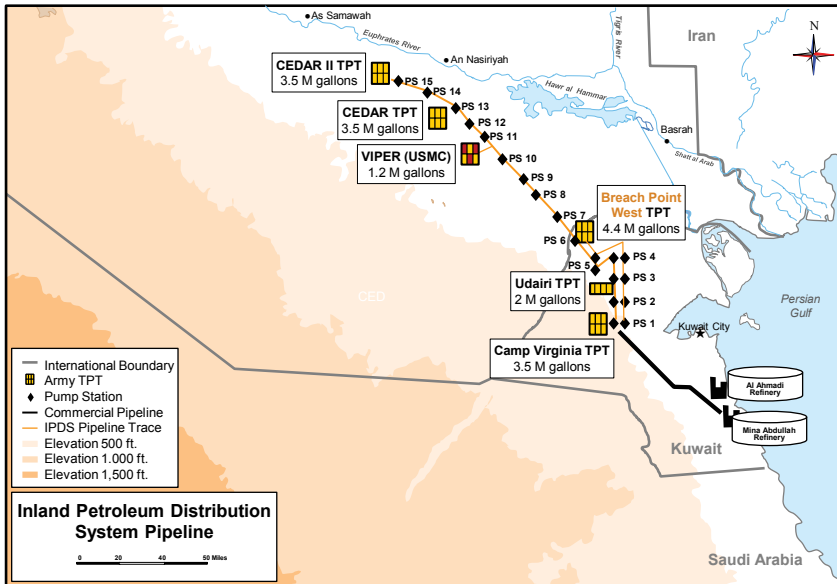 As Samawah
Euphrates River
An Nasiriyah
Tigris River
Iran
N
CEDAR II TPT
3.5 M gallons
PS 15
PS 14
PS 13
CEDAR TPT
3.5 M gallons
PS 12
PS 11
Hawr al Hammar
Basrah
Shatt al Arab
VIPER (USMC)
1.2 M gallons
PS 10
PS 9
PS 8
PS 7
Breach Point
West TPT
4.4 M gallons
PS 6
PS 5
PS 4
PS 3
PS 2
PS 1
Udairi TPT
2 M gallons
CED
Persian
Gulf
Kuwait City
Camp Virginia TPT
3.5 M gallons
International Boundary
Army TPT
Pump Station
Commercial Pipeline
IPDS Pipeline Trace
Elevation 500 ft.
Elevation 1.000 ft.
Elevation 1,500 ft.
Al Ahmadi
Refinery
Mina Abdullah
Refinery
Kuwait
Inland Petroleum Distribution
System Pipeline
0 20 40 50 Miles
Saudi Arabia